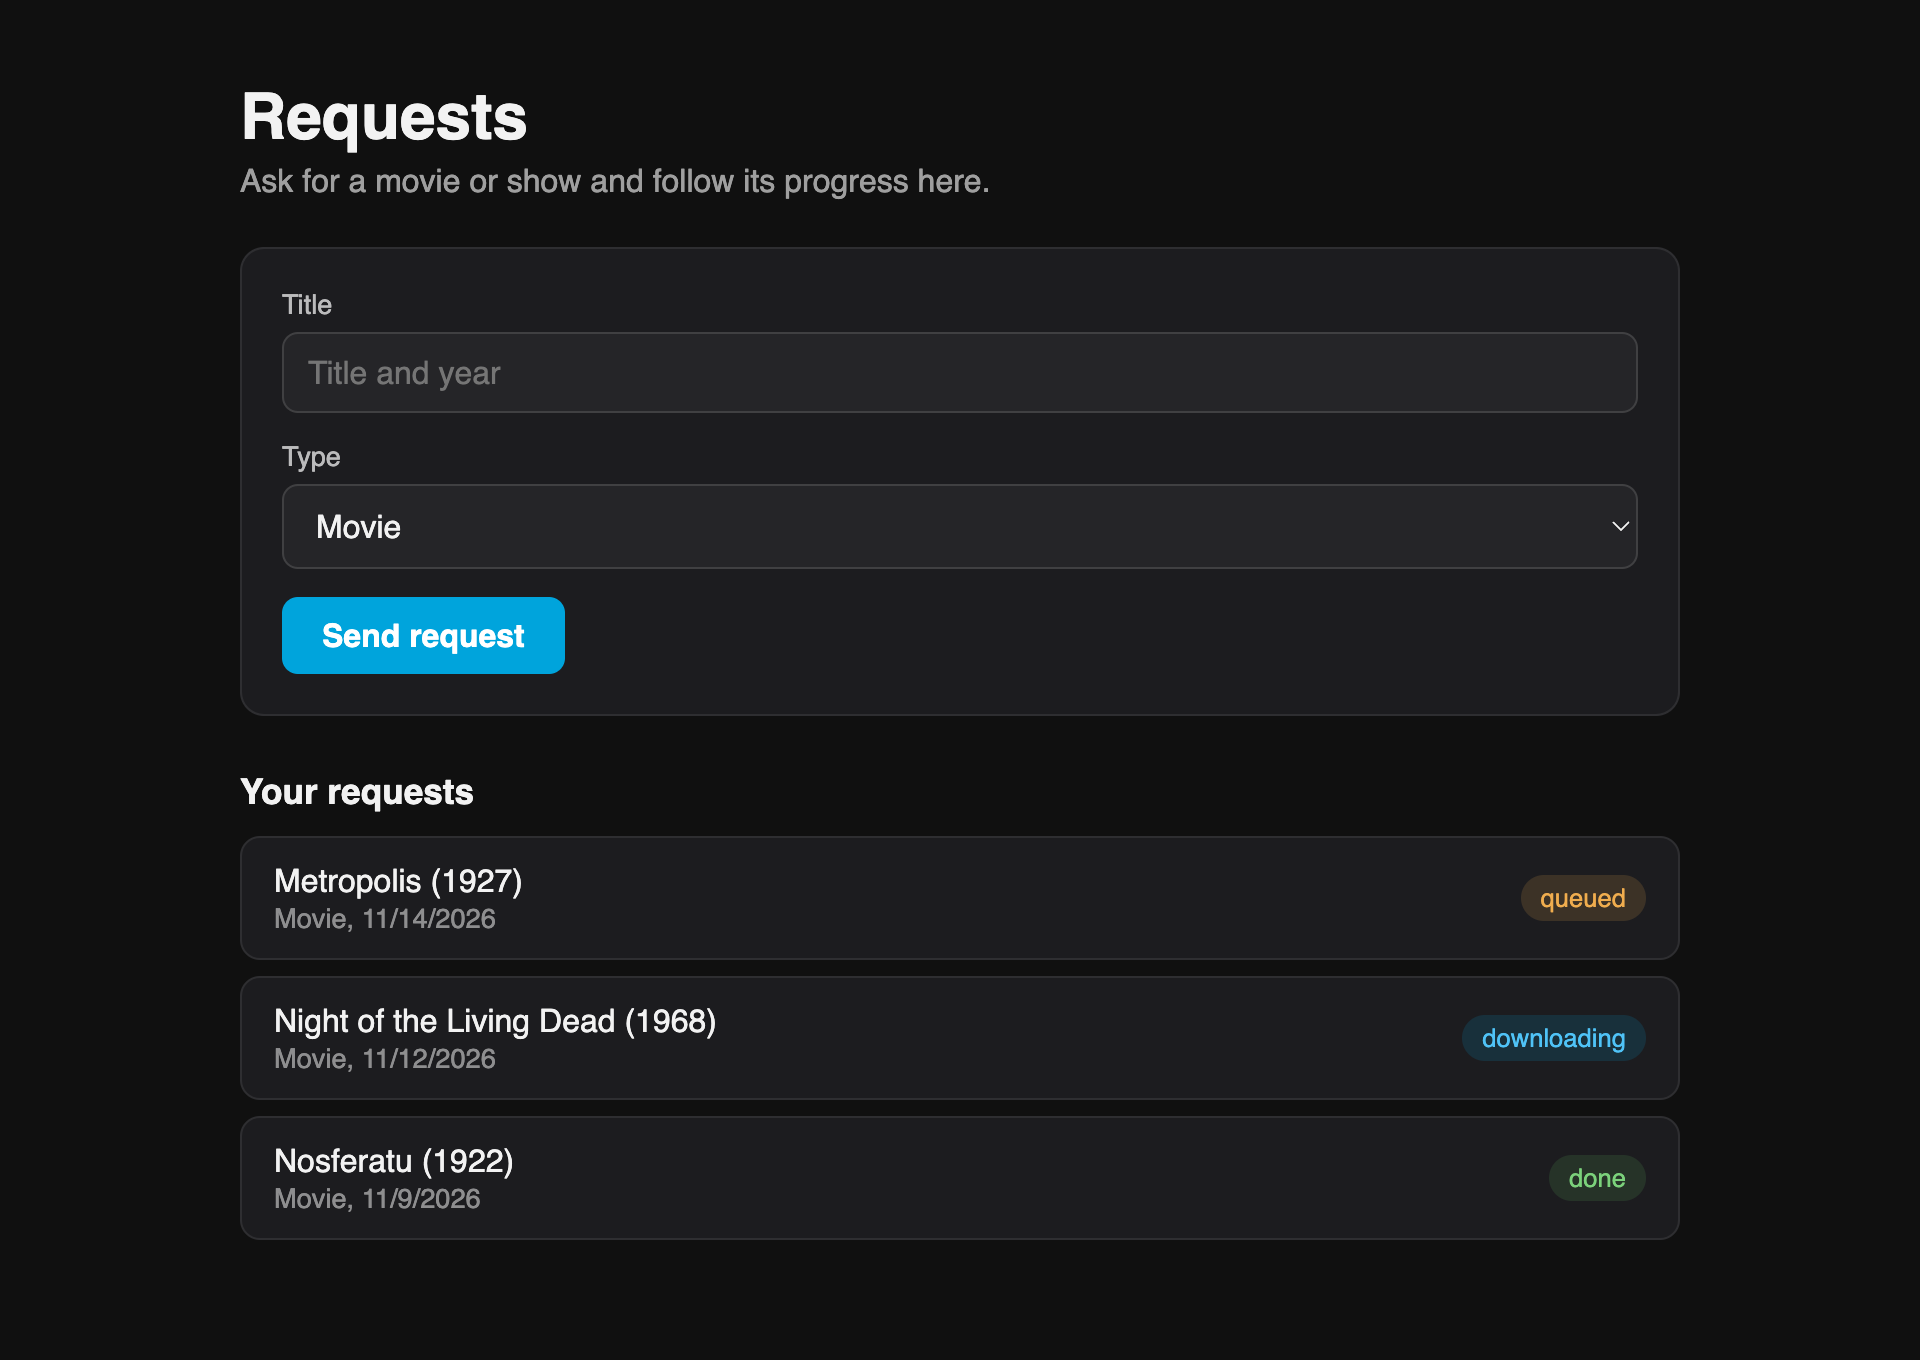 Requests
Ask for a movie or show and follow its progress here.
Title
Title and year
Type
Movie
Send request
Your requests
Metropolis (1927)
Movie, 11/14/2026
queued
Night of the Living Dead (1968)
Movie, 11/12/2026
downloading
Nosferatu (1922)
Movie, 11/9/2026
done